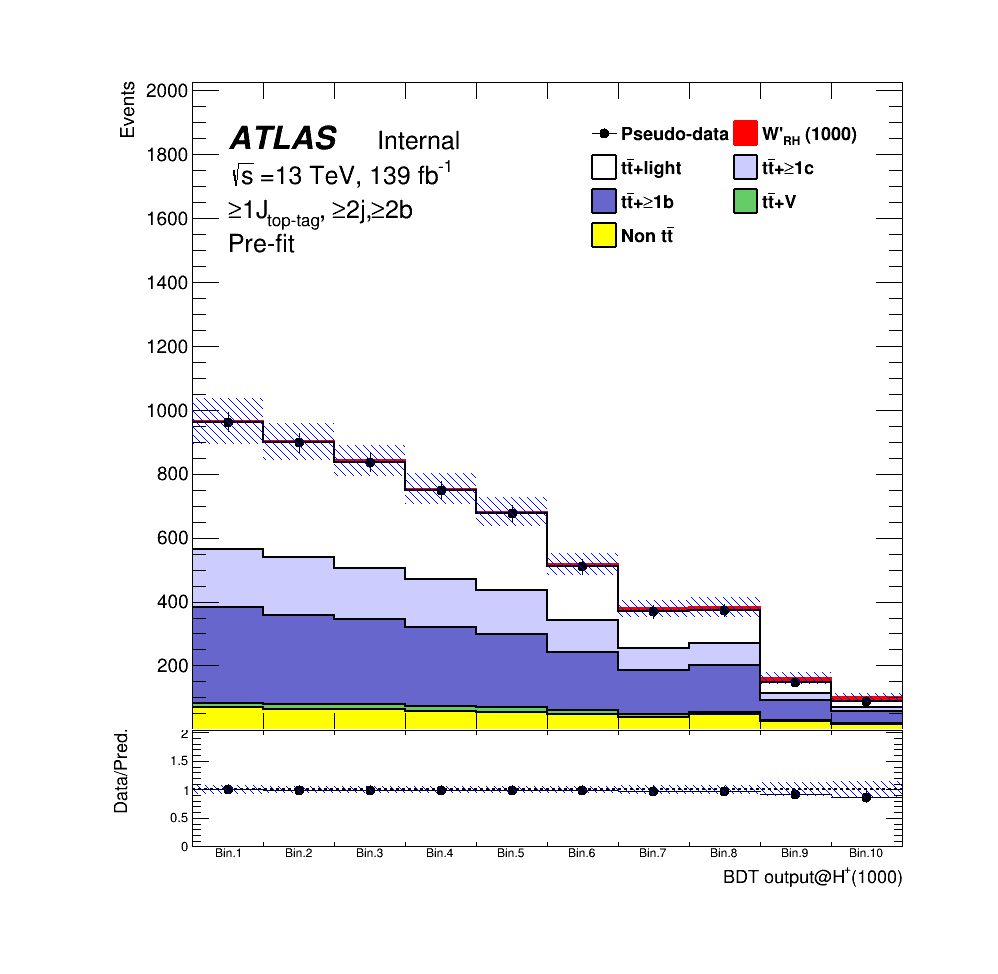 Events
2000
1800
1600
1400
1200
1000
800
600
400
200
ATLAS Internal
√s =13 TeV, 139 fb⁻¹
≥1J_top-tag, ≥2j,≥2b
Pre-fit
Pseudo-data W'_RH (1000)
tt̄+light tt̄+≥1c
tt̄+≥1b tt̄+V
Non tt̄
Data/Pred.
2
1.5
1
0.5
0
Bin.1 Bin.2 Bin.3 Bin.4 Bin.5 Bin.6 Bin.7 Bin.8 Bin.9 Bin.10
BDT output@H⁺(1000)